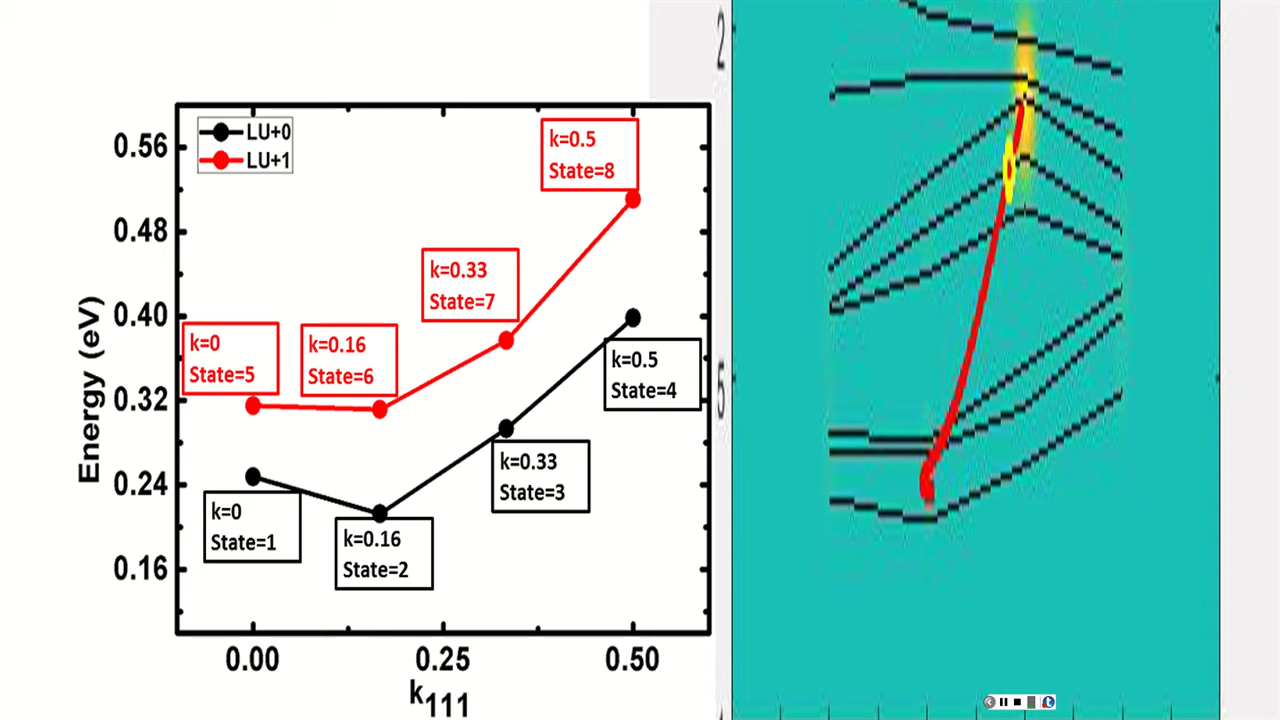 LU+0
LU+1
Energy (eV)
0.56
0.48
0.40
0.32
0.24
0.16
k=0.5
State=8
k=0.33
State=7
k=0
State=5
k=0.16
State=6
k=0.5
State=4
k=0.33
State=3
k=0
State=1
k=0.16
State=2
0.00
0.25
0.50
k111
2
5